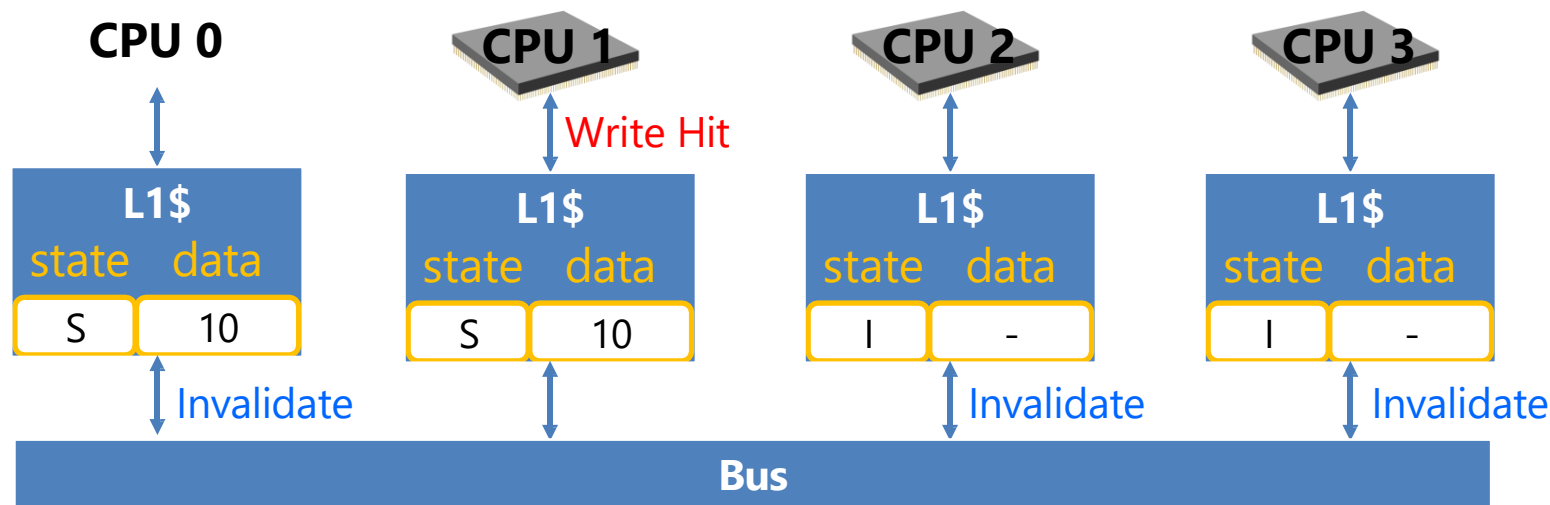 CPU 0 CPU 1 CPU 2 CPU 3
Write Hit
L1$ L1$ L1$ L1$
state data state data state data state data
S 10 S 10 I - I -
Invalidate Invalidate Invalidate
Bus